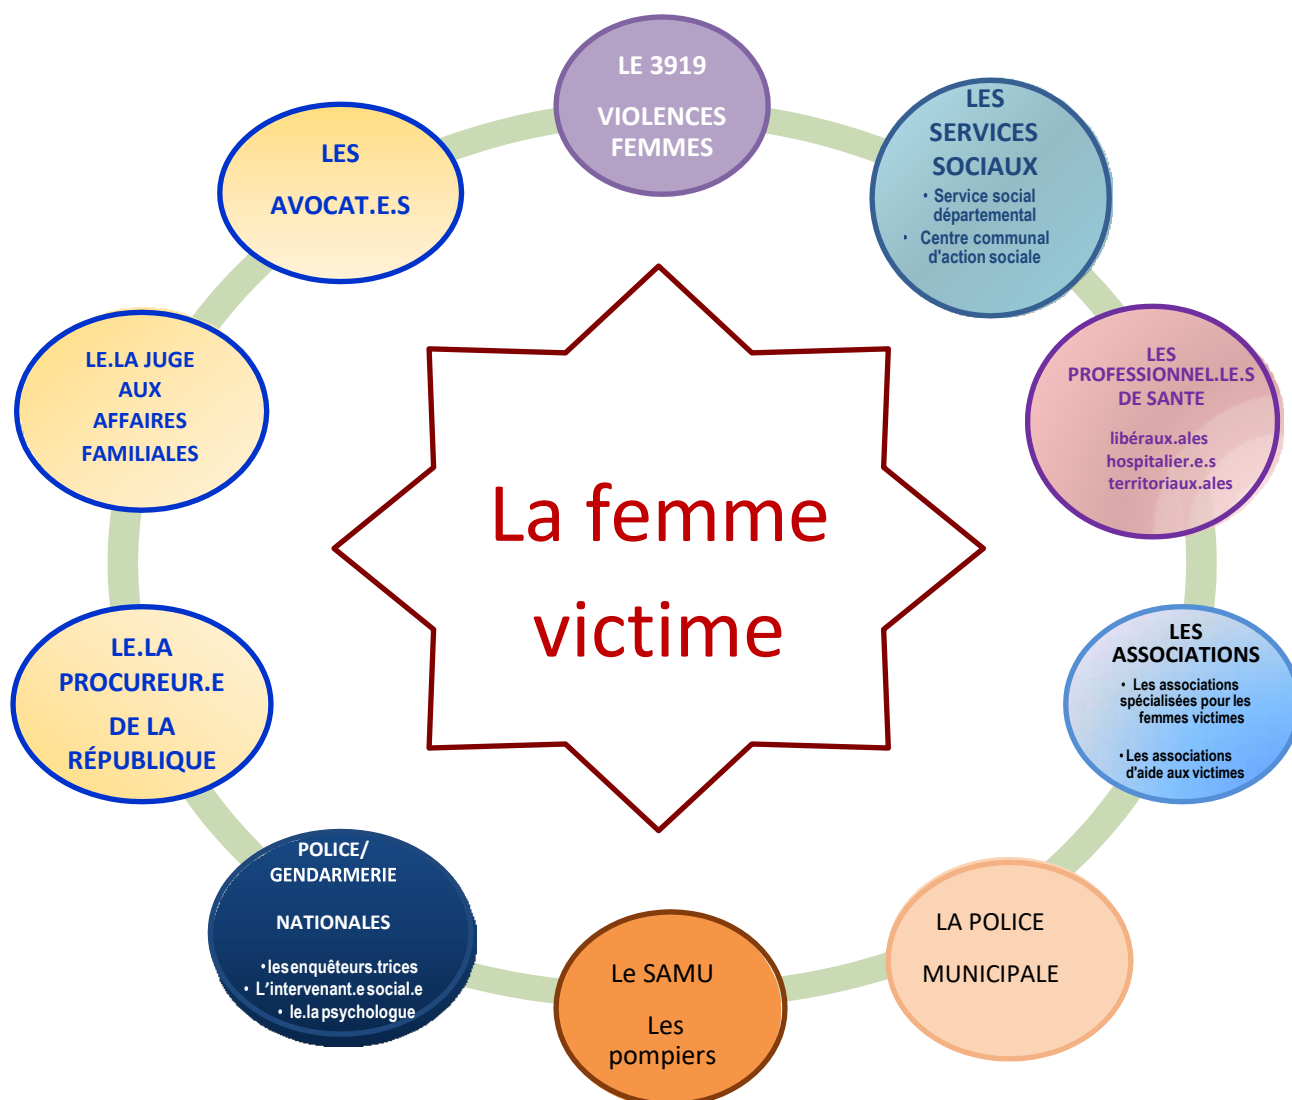 LE 3919
VIOLENCES
FEMMES
LES
SERVICES
SOCIAUX
• Service social
départemental
• Centre communal
d'action sociale
LES
PROFESSIONNEL.LE.S
DE SANTE
libéraux.ales
hospitalier.e.s
territoriaux.ales
LES
ASSOCIATIONS
• Les associations
spécialisées pour les
femmes victimes
• Les associations
d'aide aux victimes
LA POLICE
MUNICIPALE
Le SAMU
Les
pompiers
POLICE/
GENDARMERIE
NATIONALES
• les enquêteurs.trices
• L'intervenant.e social.e
• le.la psychologue
LE.LA
PROCUREUR.E
DE LA
RÉPUBLIQUE
LE.LA JUGE
AUX
AFFAIRES
FAMILIALES
LES
AVOCAT.E.S
La femme
victime